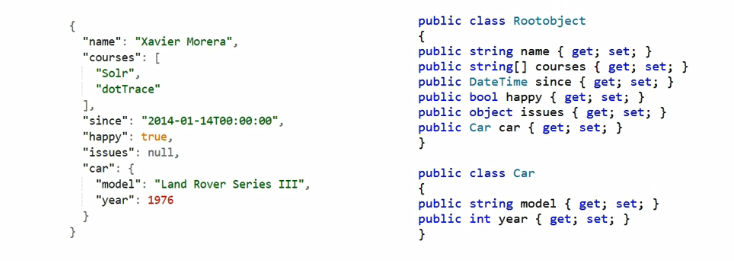 {
  "name": "Xavier Morera",
  "courses": [
    "Solr",
    "dotTrace"
  ],
  "since": "2014-01-14T00:00:00",
  "happy": true,
  "issues": null,
  "car": {
    "model": "Land Rover Series III",
    "year": 1976
  }
}
public class Rootobject
{
public string name { get; set; }
public string[] courses { get; set; }
public DateTime since { get; set; }
public bool happy { get; set; }
public object issues { get; set; }
public Car car { get; set; }
}
public class Car
{
public string model { get; set; }
public int year { get; set; }
}